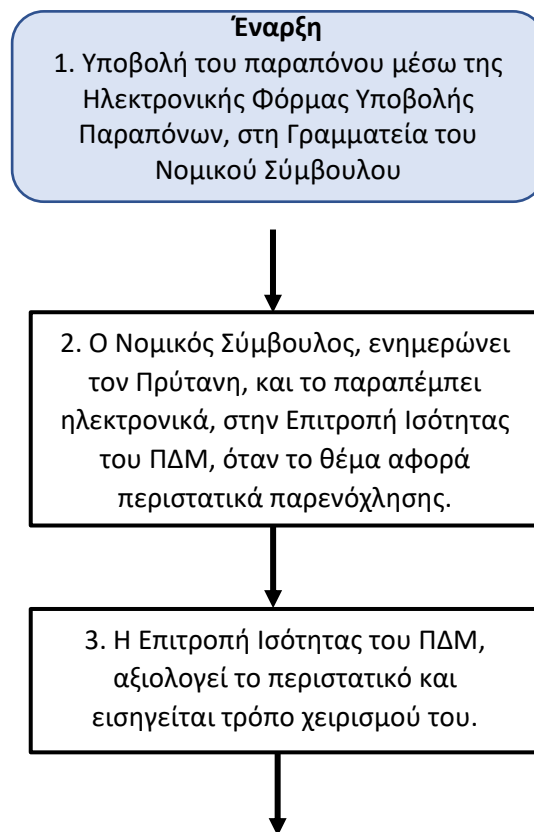 Έναρξη
1. Υποβολή του παραπόνου μέσω της
Ηλεκτρονικής Φόρμας Υποβολής
Παραπόνων, στη Γραμματεία του
Νομικού Σύμβουλου
2. Ο Νομικός Σύμβουλος, ενημερώνει
τον Πρύτανη, και το παραπέμπει
ηλεκτρονικά, στην Επιτροπή Ισότητας
του ΠΔΜ, όταν το θέμα αφορά
περιστατικά παρενόχλησης.
3. Η Επιτροπή Ισότητας του ΠΔΜ,
αξιολογεί το περιστατικό και
εισηγείται τρόπο χειρισμού του.